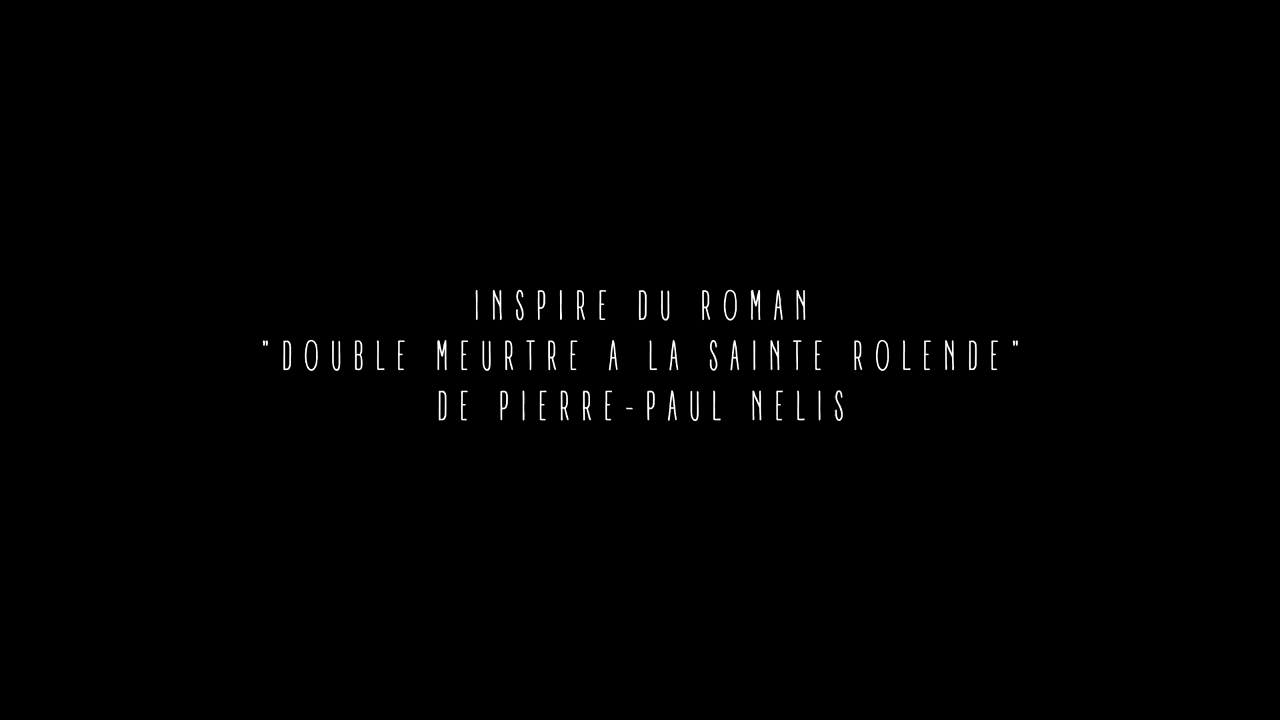 INSPIRE DU ROMAN
"DOUBLE MEURTRE A LA SAINTE ROLENDE"
DE PIERRE-PAUL NELIS